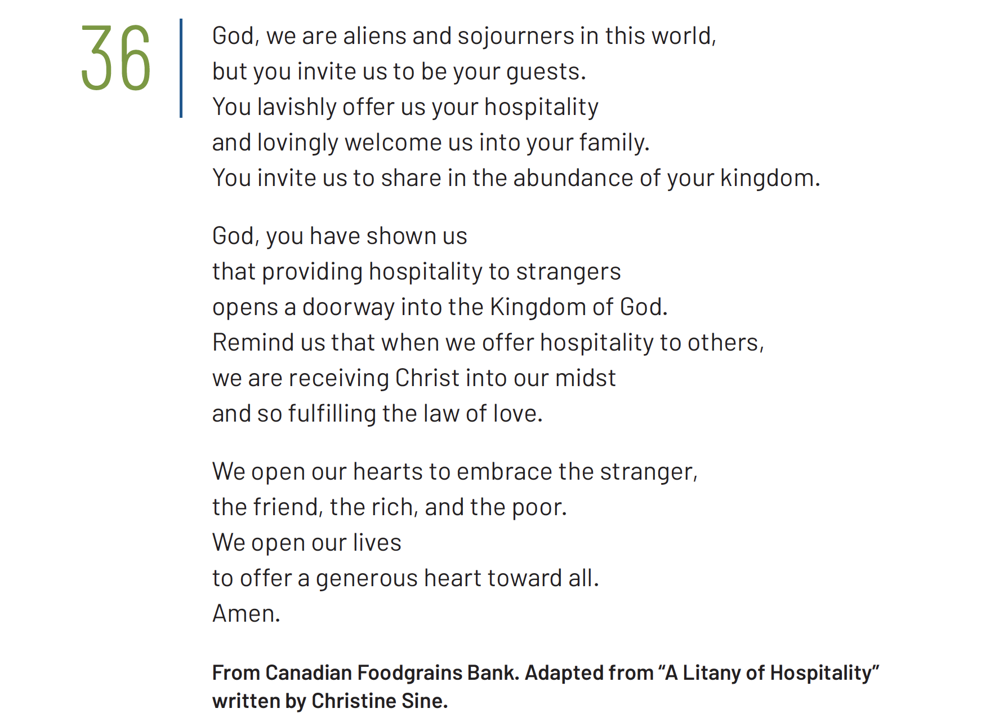 36
God, we are aliens and sojourners in this world,
but you invite us to be your guests.
You lavishly offer us your hospitality
and lovingly welcome us into your family.
You invite us to share in the abundance of your kingdom.
God, you have shown us
that providing hospitality to strangers
opens a doorway into the Kingdom of God.
Remind us that when we offer hospitality to others,
we are receiving Christ into our midst
and so fulfilling the law of love.
We open our hearts to embrace the stranger,
the friend, the rich, and the poor.
We open our lives
to offer a generous heart toward all.
Amen.
From Canadian Foodgrains Bank. Adapted from “A Litany of Hospitality”
written by Christine Sine.